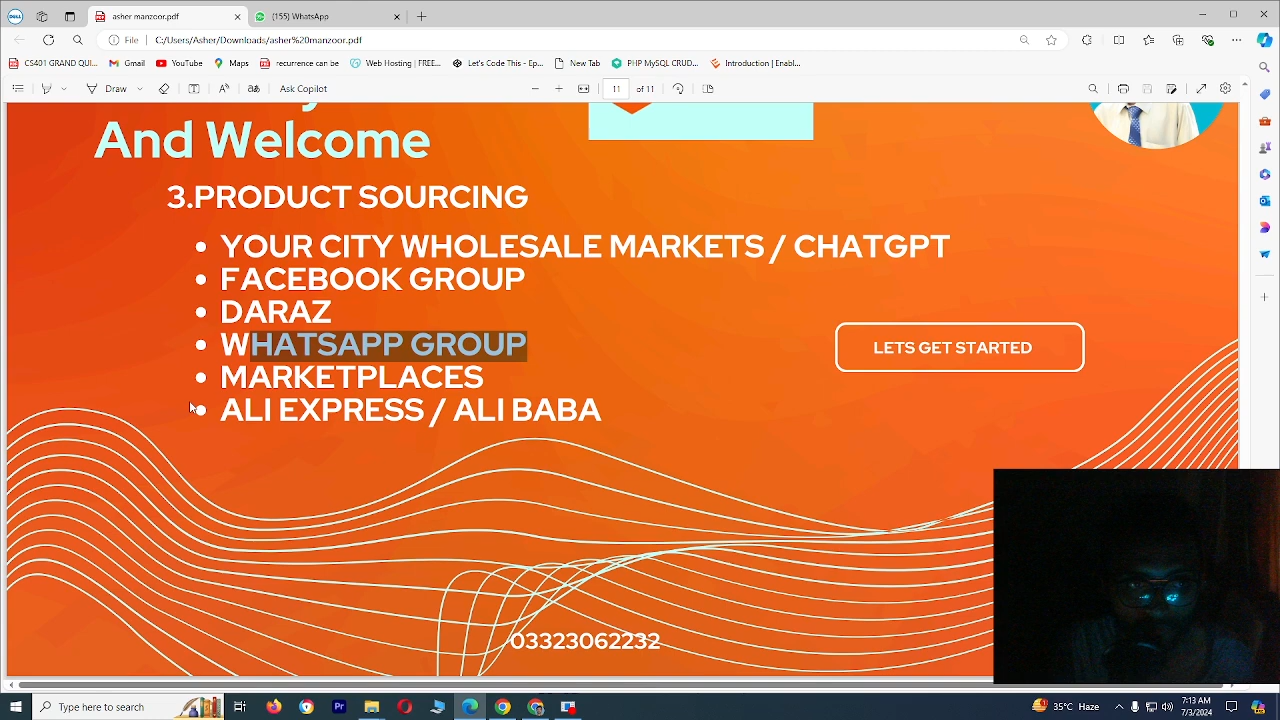 asher manzoor.pdf
(155) WhatsApp
File
C:/Users/Asher/Downloads/asher%20manzoor.pdf
CS401 GRAND QUI...
Gmail
YouTube
Maps
recurrence can be
Web Hosting | FREE...
Let's Code This - Ep...
New Tab
PHP MySQL CRUD...
Introduction | Enabl...
Draw
Ask Copilot
11
of 11
And Welcome
3.PRODUCT SOURCING
YOUR CITY WHOLESALE MARKETS / CHATGPT
FACEBOOK GROUP
DARAZ
WHATSAPP GROUP
MARKETPLACES
ALI EXPRESS / ALI BABA
LETS GET STARTED
03323062232
Type here to search
35°C Haze
7:13 AM
7/3/2024